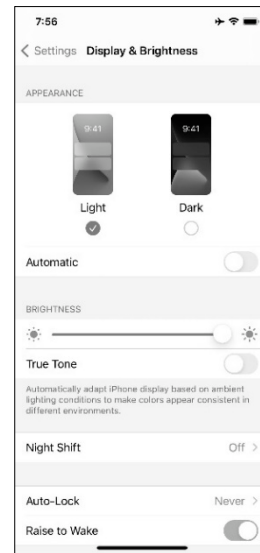 7:56
Settings Display & Brightness
APPEARANCE
9:41 9:41
Light Dark
Automatic
BRIGHTNESS
True Tone
Automatically adapt iPhone display based on ambient
lighting conditions to make colors appear consistent in
different environments.
Night Shift Off
Auto-Lock Never
Raise to Wake